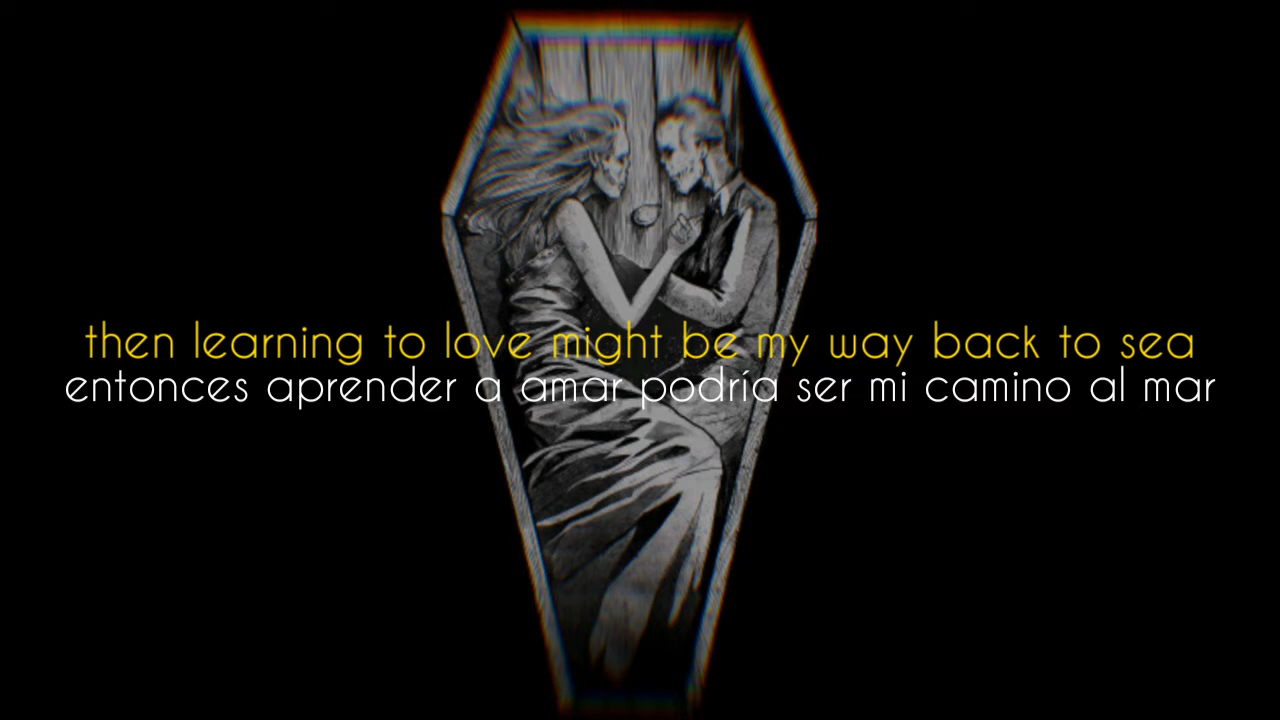 then learning to love might be my way back to sea
entonces aprender a amar podría ser mi camino al mar